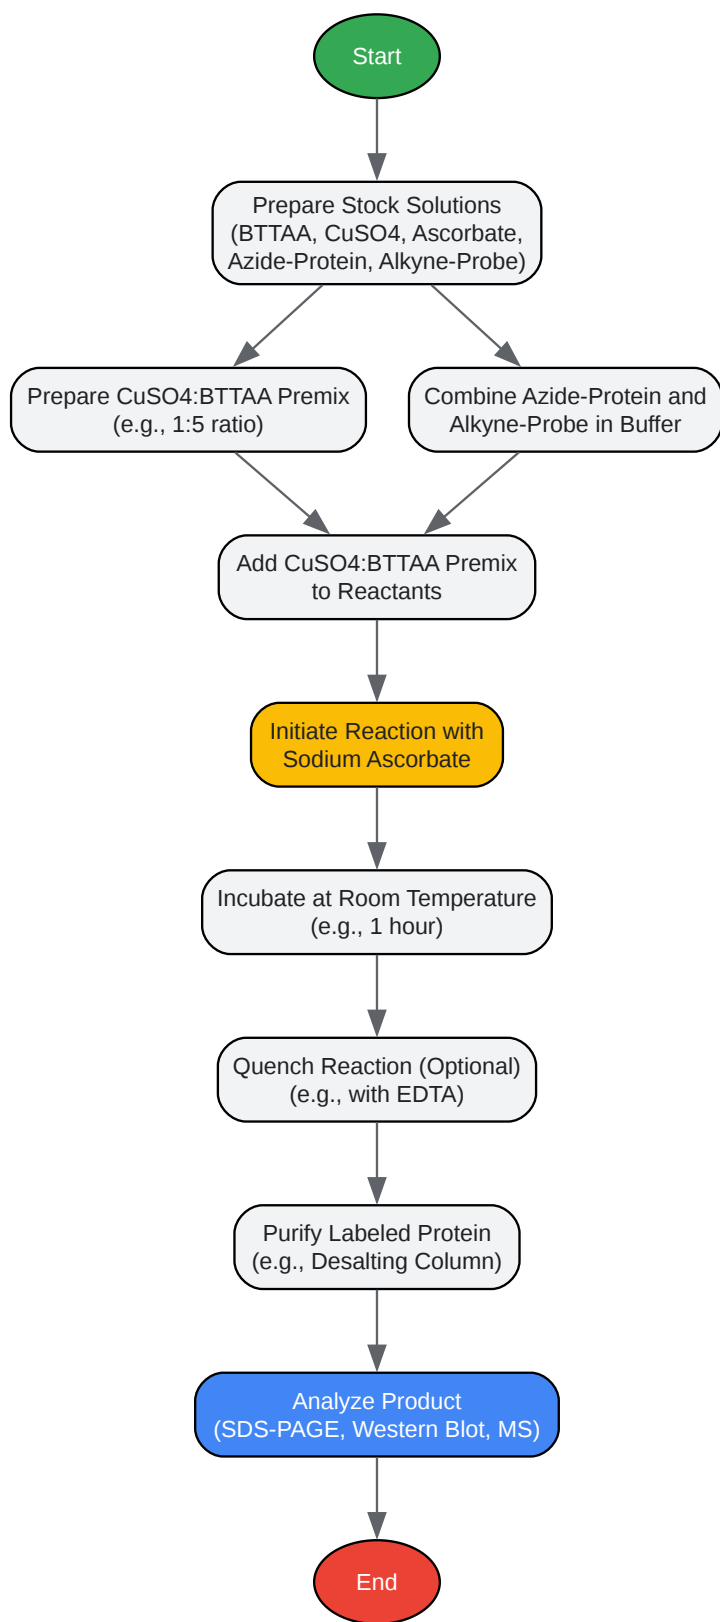 Start
Prepare Stock Solutions
(BTTAA, CuSO4, Ascorbate,
Azide-Protein, Alkyne-Probe)
Prepare CuSO4:BTTAA Premix
(e.g., 1:5 ratio)
Combine Azide-Protein and
Alkyne-Probe in Buffer
Add CuSO4:BTTAA Premix
to Reactants
Initiate Reaction with
Sodium Ascorbate
Incubate at Room Temperature
(e.g., 1 hour)
Quench Reaction (Optional)
(e.g., with EDTA)
Purify Labeled Protein
(e.g., Desalting Column)
Analyze Product
(SDS-PAGE, Western Blot, MS)
End